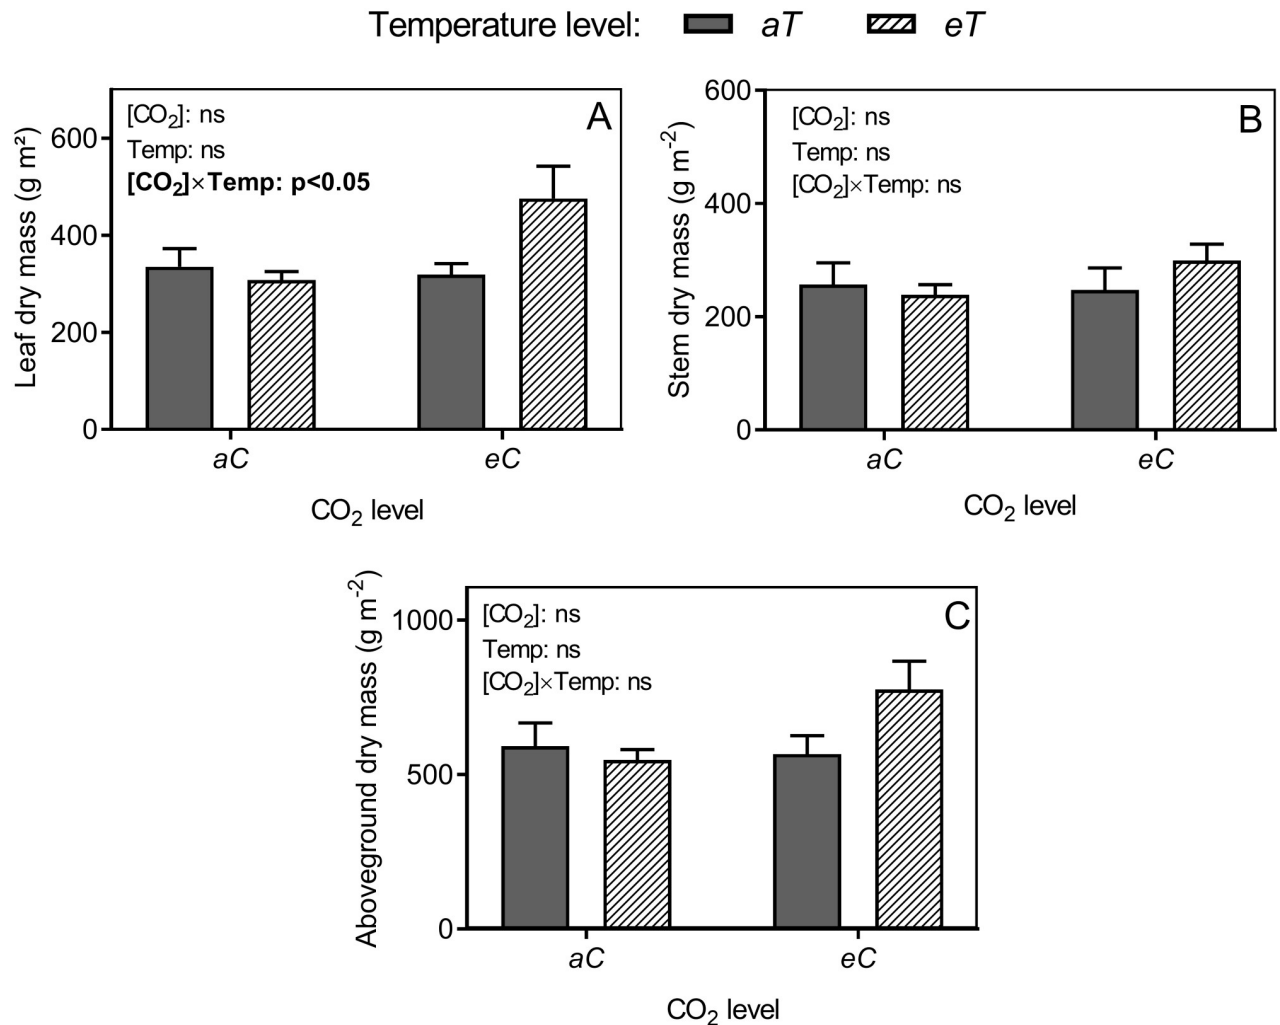 Temperature level: aT eT
[CO₂]: ns
Temp: ns
[CO₂]×Temp: p<0.05
A
Leaf dry mass (g m²)
600
400
200
0
aC eC
CO₂ level
[CO₂]: ns
Temp: ns
[CO₂]×Temp: ns
B
Stem dry mass (g m⁻²)
600
400
200
0
aC eC
CO₂ level
[CO₂]: ns
Temp: ns
[CO₂]×Temp: ns
C
Aboveground dry mass (g m⁻²)
1000
500
0
aC eC
CO₂ level